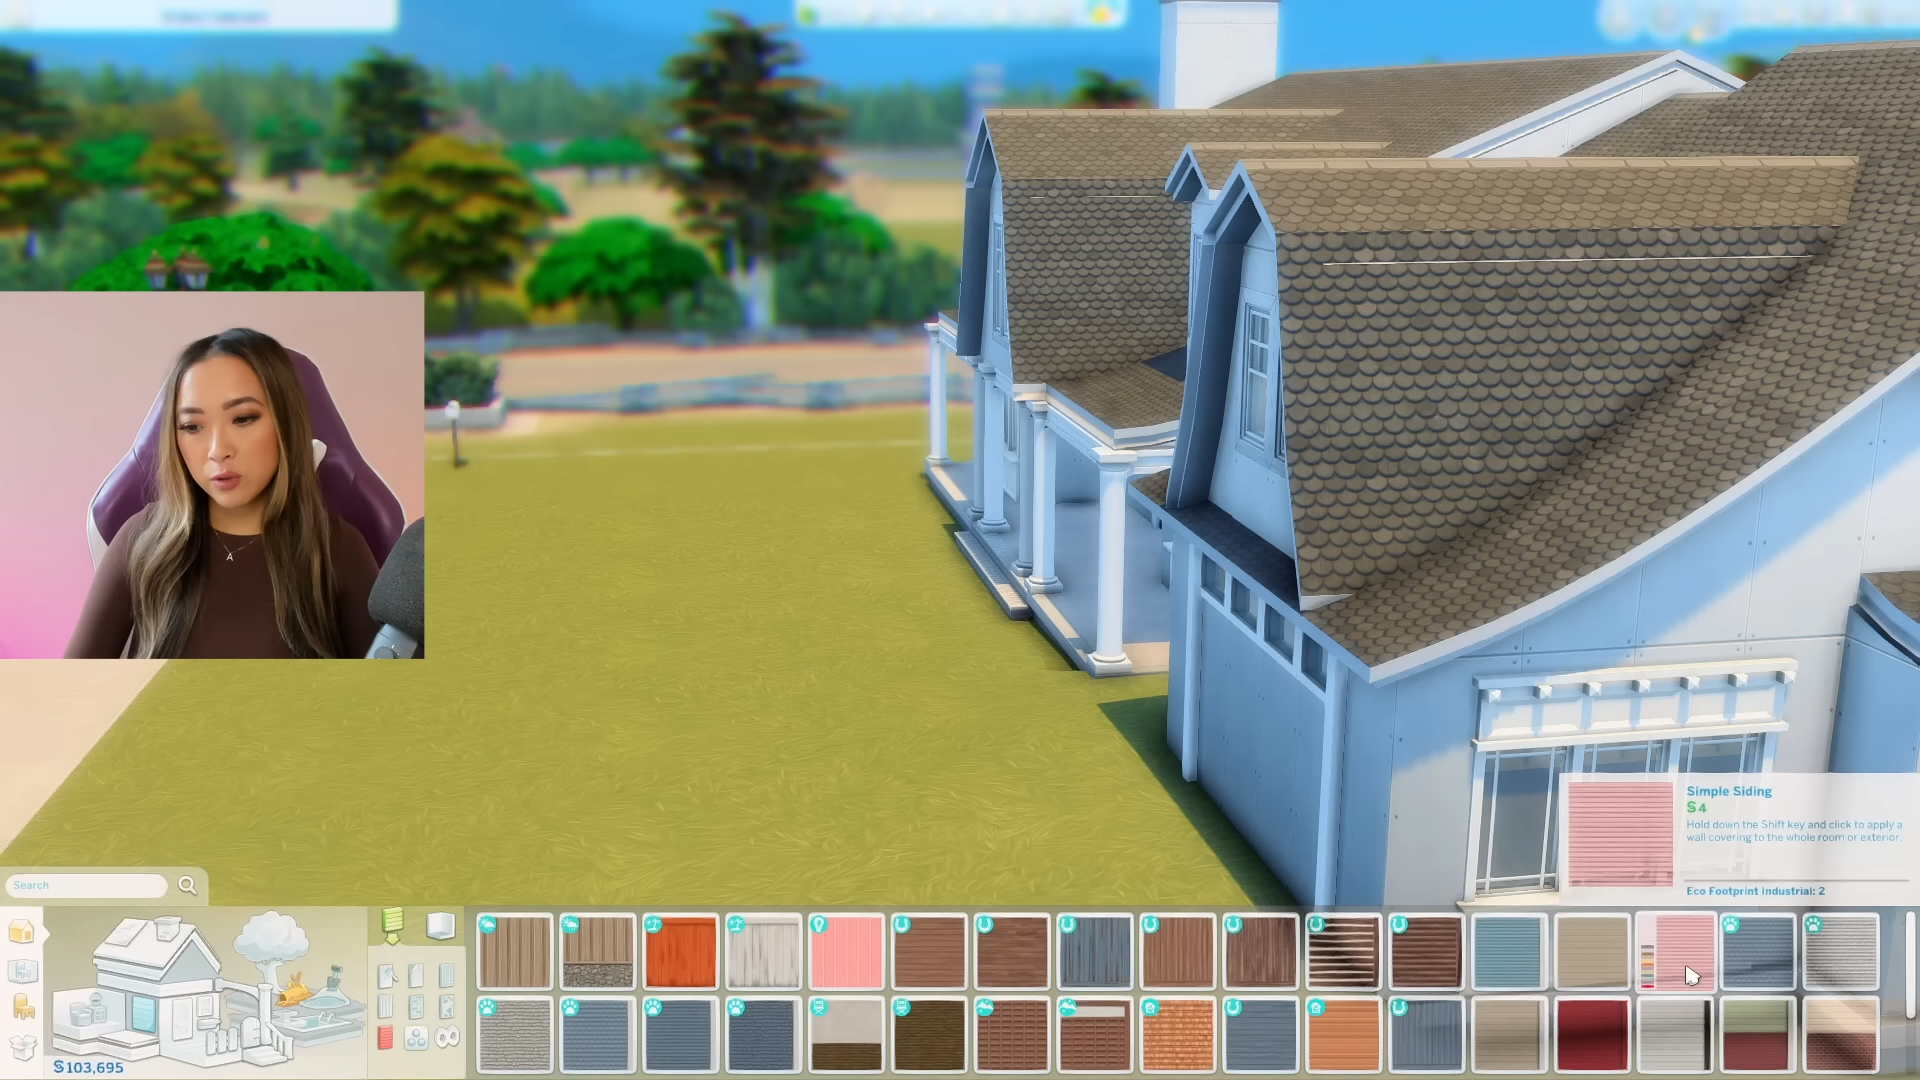 A
Simple Siding
§4
Hold down the Shift key and click to apply a
wall covering to the whole room or exterior.
Eco Footprint Industrial: 2
Search
§103,695